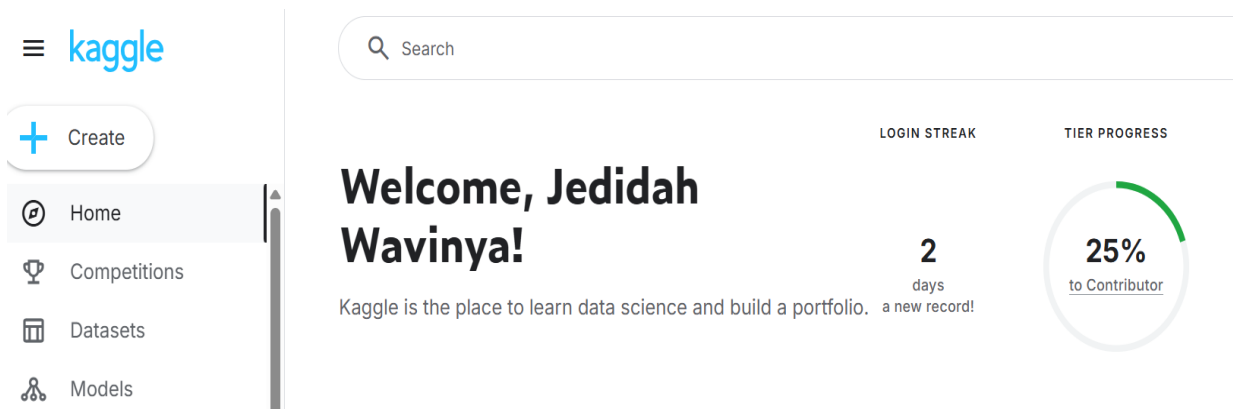 kaggle
Search
Create
Home
Competitions
Datasets
Models
Welcome, Jedidah
Wavinya!
Kaggle is the place to learn data science and build a portfolio.
LOGIN STREAK
2
days
a new record!
TIER PROGRESS
25%
to Contributor